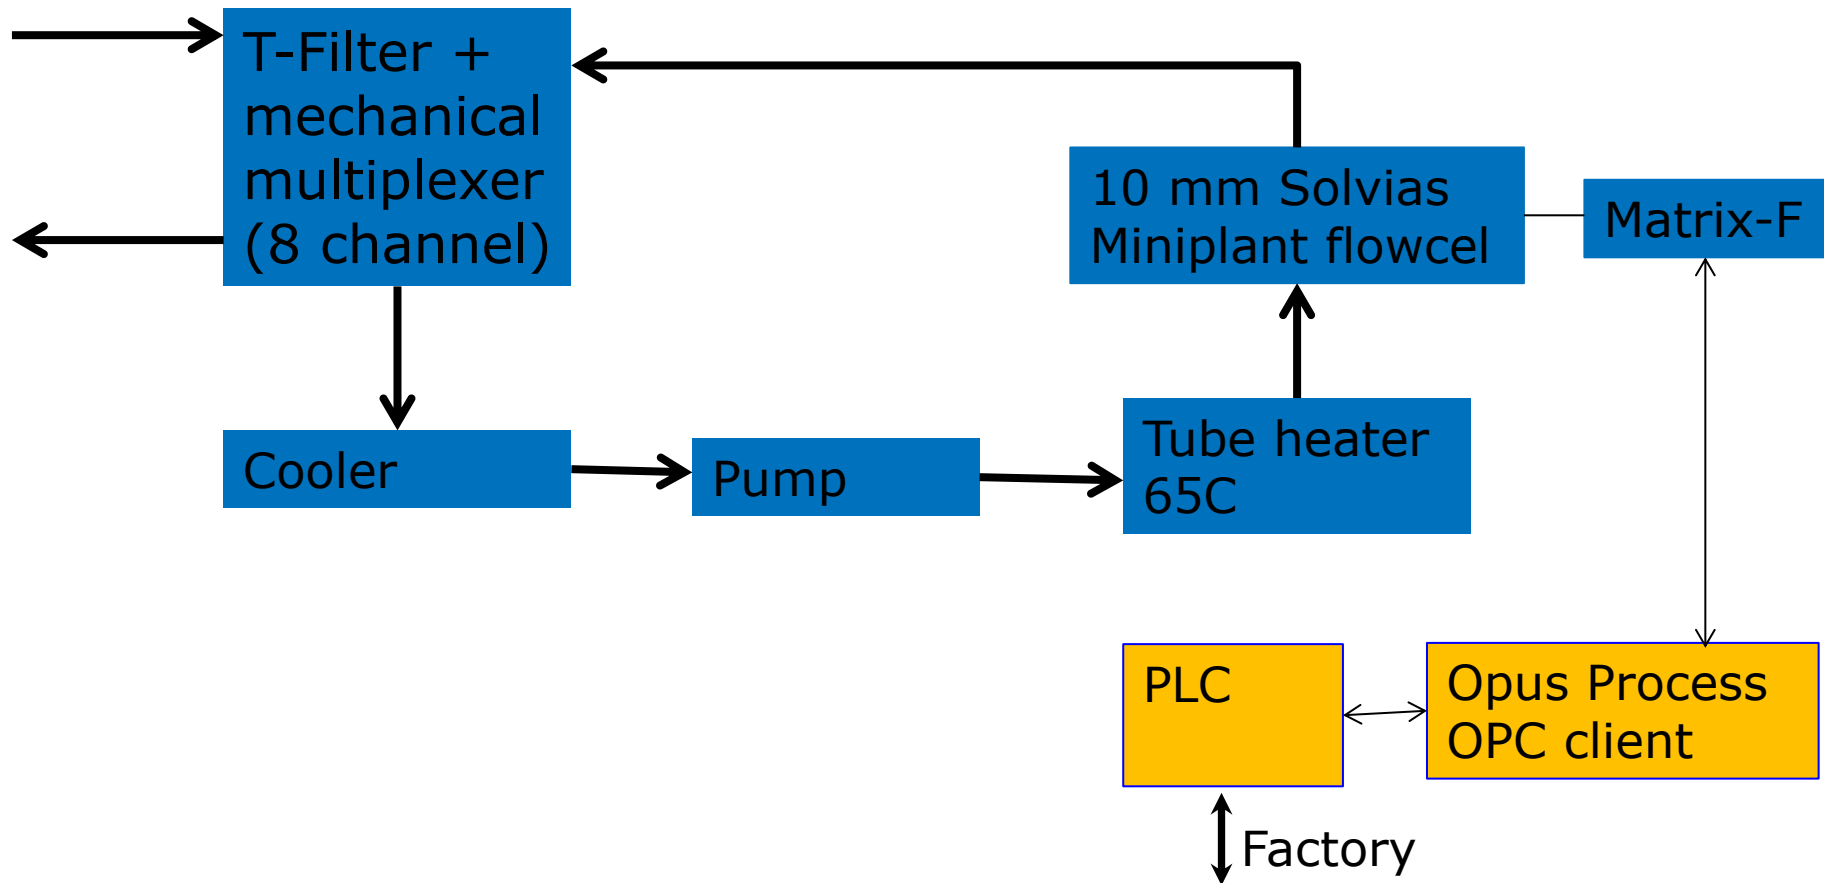 T-Filter +
mechanical
multiplexer
(8 channel)
10 mm Solvias
Miniplant flowcel
Matrix-F
Cooler
Pump
Tube heater
65C
PLC
Opus Process
OPC client
Factory